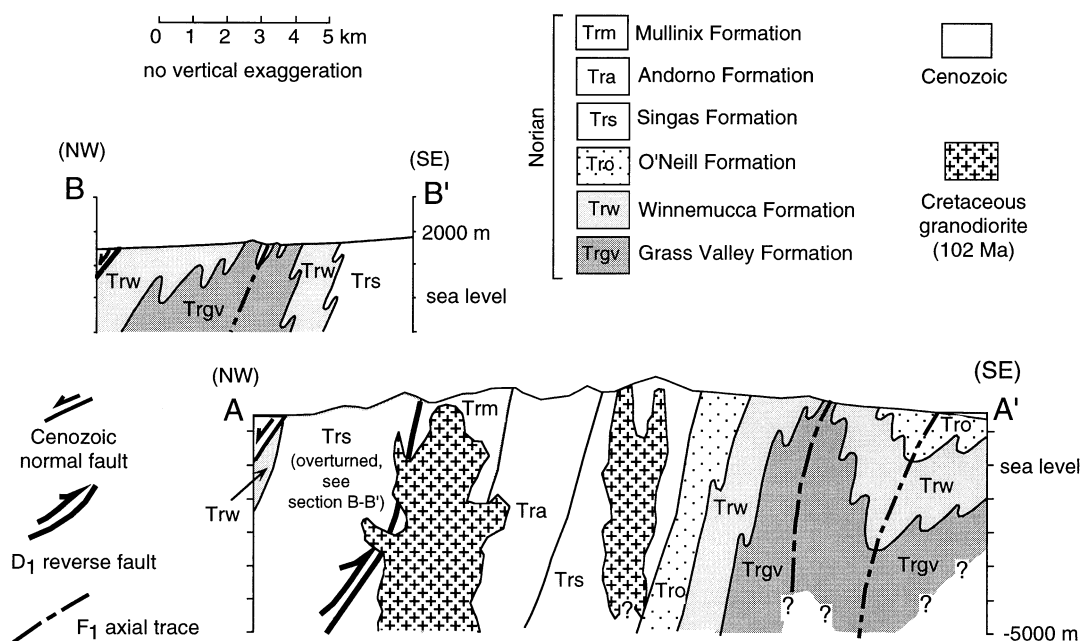 0 1 2 3 4 5 km
no vertical exaggeration
Norian
Trm Mullinix Formation
Tra Andorno Formation
Trs Singas Formation
Tro O'Neill Formation
Trw Winnemucca Formation
Trgv Grass Valley Formation
Cenozoic
Cretaceous
granodiorite
(102 Ma)
(NW)
B
(SE)
B'
2000 m
sea level
Trw
Trgv
Trw
Trs
(NW)
A
(SE)
A'
Trs
(overturned,
see
section B-B')
Trw
Trm
Tra
Trs
?
Tro
Trw
Trgv
?
?
Tro
Trw
Trgv
?
?
sea level
-5000 m
Cenozoic
normal fault
D1 reverse fault
F1 axial trace